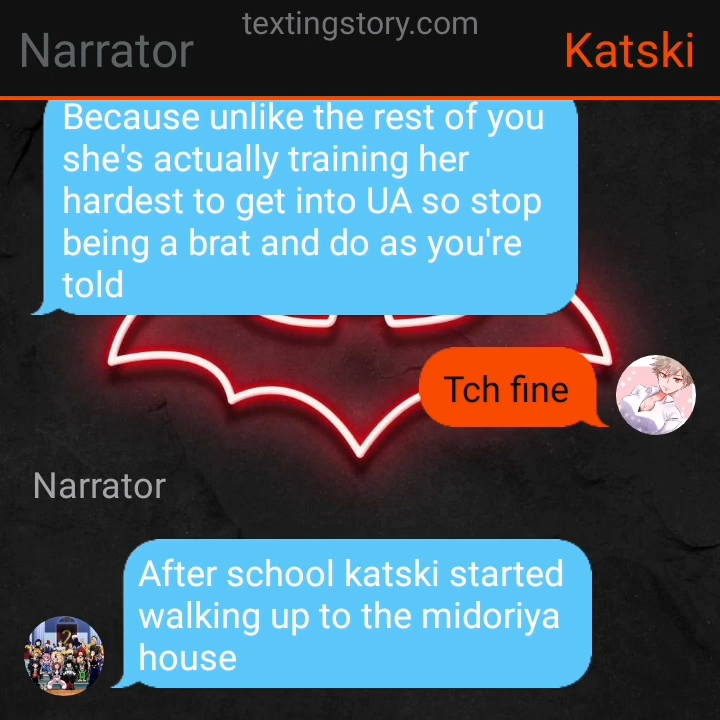 textingstory.com
Narrator
Katski
Because unlike the rest of you
she's actually training her
hardest to get into UA so stop
being a brat and do as you're
told
Tch fine
Narrator
After school katski started
walking up to the midoriya
house